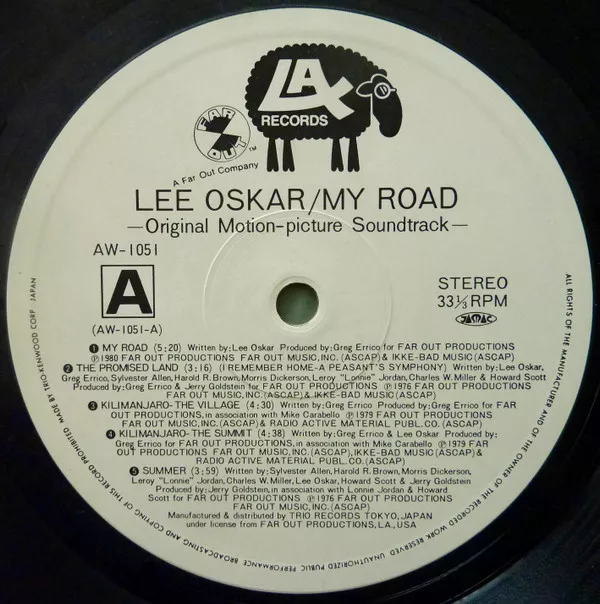 LAX
RECORDS
FAR
OUT
TM
A Far Out Company
LEE OSKAR/MY ROAD
—Original Motion-picture Soundtrack—
AW-1051
A
(AW-1051-A)
STEREO
33 1/3 RPM
JASRAC
❶ MY ROAD (5:20) Written by: Lee Oskar Produced by: Greg Errico for FAR OUT PRODUCTIONS
Ⓟ1980 FAR OUT PRODUCTIONS FAR OUT MUSIC, INC. (ASCAP) & IKKE-BAD MUSIC (ASCAP)
❷ THE PROMISED LAND (3:16) (I REMEMBER HOME-A PEASANT'S SYMPHONY) Written by: Lee Oskar,
Greg Errico, Sylvester Allen, Harold R. Brown, Morris Dickerson, Leroy "Lonnie" Jordan, Charles W. Miller & Howard Scott
Produced by: Greg Errico & Jerry Goldstein for FAR OUT PRODUCTIONS Ⓟ1976 FAR OUT PRODUCTIONS
FAR OUT MUSIC, INC. (ASCAP) & IKKE-BAD MUSIC (ASCAP)
❸ KILIMANJARO-THE VILLAGE (4:30) Written by: Greg Errico Produced by: Greg Errico for FAR
OUT PRODUCTIONS, in association with Mike Carabello Ⓟ1979 FAR OUT PRODUCTIONS
FAR OUT MUSIC, INC. (ASCAP) & RADIO ACTIVE MATERIAL PUBL. CO. (ASCAP)
❹ KILIMANJARO-THE SUMMIT (4:38) Written by: Greg Errico & Lee Oskar Produced by:
Greg Errico for FAR OUT PRODUCTIONS, in association with Mike Carabello Ⓟ1979 FAR OUT
PRODUCTIONS FAR OUT MUSIC, INC. (ASCAP), IKKE-BAD MUSIC (ASCAP) &
RADIO ACTIVE MATERIAL PUBL. CO. (ASCAP)
❺ SUMMER (3:59) Written by: Sylvester Allen, Harold R. Brown, Morris Dickerson,
Leroy "Lonnie" Jordan, Charles W. Miller, Lee Oskar, Howard Scott & Jerry Goldstein
Produced by: Jerry Goldstein, in association with Lonnie Jordan & Howard
Scott for FAR OUT PRODUCTIONS Ⓟ1976 FAR OUT PRODUCTIONS
FAR OUT MUSIC, INC. (ASCAP)
Manufactured & distributed by TRIO RECORDS TOKYO, JAPAN
under license from FAR OUT PRODUCTIONS, LA, USA
ALL RIGHTS OF THE MANUFACTURER AND OF THE OWNER OF THE RECORDED WORK RESERVED UNAUTHORIZED PUBLIC PERFORMANCE BROADCASTING AND COPYING OF THIS RECORD PROHIBITED MADE BY TRIO-KENWOOD CORP. JAPAN